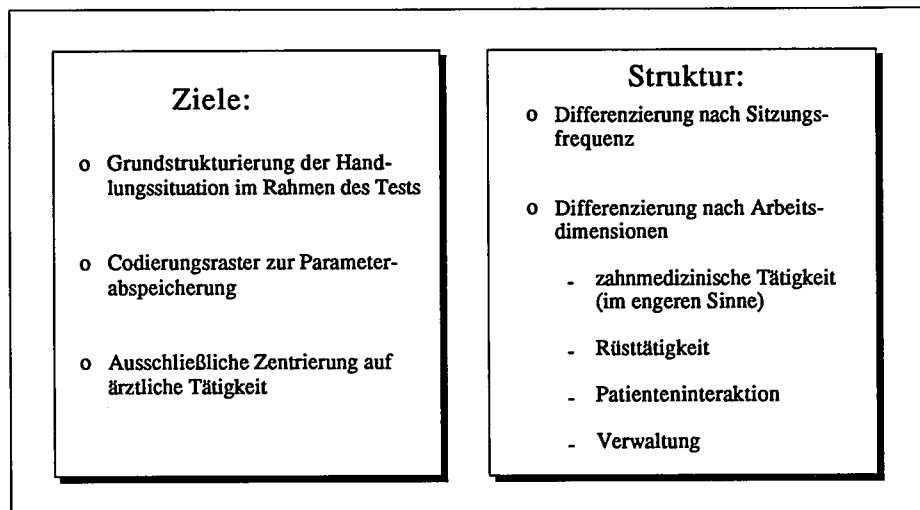 Ziele:
o Grundstrukturierung der Hand-
lungssituation im Rahmen des Tests
o Codierungsraster zur Parameter-
abspeicherung
o Ausschließliche Zentrierung auf
ärztliche Tätigkeit
Struktur:
o Differenzierung nach Sitzungs-
frequenz
o Differenzierung nach Arbeits-
dimensionen
- zahnmedizinische Tätigkeit
(im engeren Sinne)
- Rüsttätigkeit
- Patienteninteraktion
- Verwaltung